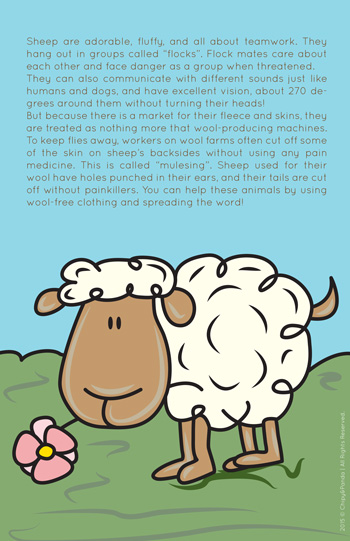 Sheep are adorable, fluffy, and all about teamwork. They
hang out in groups called "flocks". Flock mates care about
each other and face danger as a group when threatened.
They can also communicate with different sounds just like
humans and dogs, and have excellent vision, about 270 de-
grees around them without turning their heads!
But because there is a market for their fleece and skins, they
are treated as nothing more that wool-producing machines.
To keep flies away, workers on wool farms often cut off some
of the skin on sheep's backsides without using any pain
medicine. This is called "mulesing". Sheep used for their
wool have holes punched in their ears, and their tails are cut
off without painkillers. You can help these animals by using
wool-free clothing and spreading the word!
2015 © Chay&Panda | All Rights Reserved.